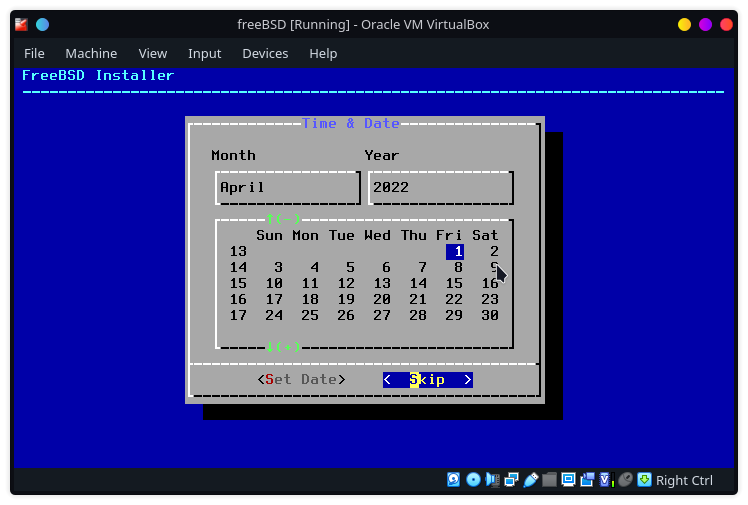 freeBSD [Running] - Oracle VM VirtualBox
File Machine View Input Devices Help
FreeBSD Installer
Time & Date
Month Year
April 2022
↑(-)
Sun Mon Tue Wed Thu Fri Sat
13 1 2
14 3 4 5 6 7 8 9
15 10 11 12 13 14 15 16
16 17 18 19 20 21 22 23
17 24 25 26 27 28 29 30
↓(+)
<Set Date> < Skip >
Right Ctrl